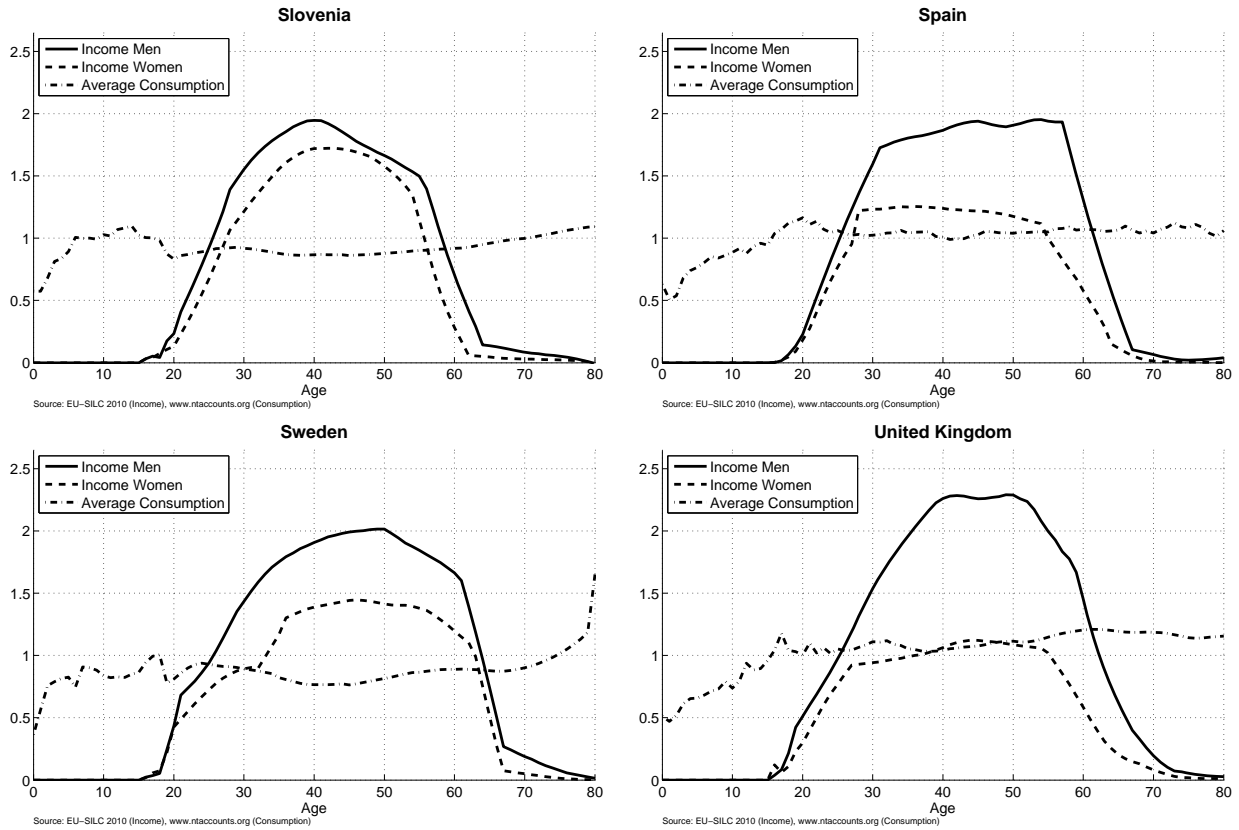 Slovenia
2.5
2
1.5
1
0.5
0
Income Men
Income Women
Average Consumption
0 10 20 30 40 50 60 70 80
Age
Source: EU−SILC 2010 (Income), www.ntaccounts.org (Consumption)
Spain
2.5
2
1.5
1
0.5
0
Income Men
Income Women
Average Consumption
0 10 20 30 40 50 60 70 80
Age
Source: EU−SILC 2010 (Income), www.ntaccounts.org (Consumption)
Sweden
2.5
2
1.5
1
0.5
0
Income Men
Income Women
Average Consumption
0 10 20 30 40 50 60 70 80
Age
Source: EU−SILC 2010 (Income), www.ntaccounts.org (Consumption)
United Kingdom
2.5
2
1.5
1
0.5
0
Income Men
Income Women
Average Consumption
0 10 20 30 40 50 60 70 80
Age
Source: EU−SILC 2010 (Income), www.ntaccounts.org (Consumption)